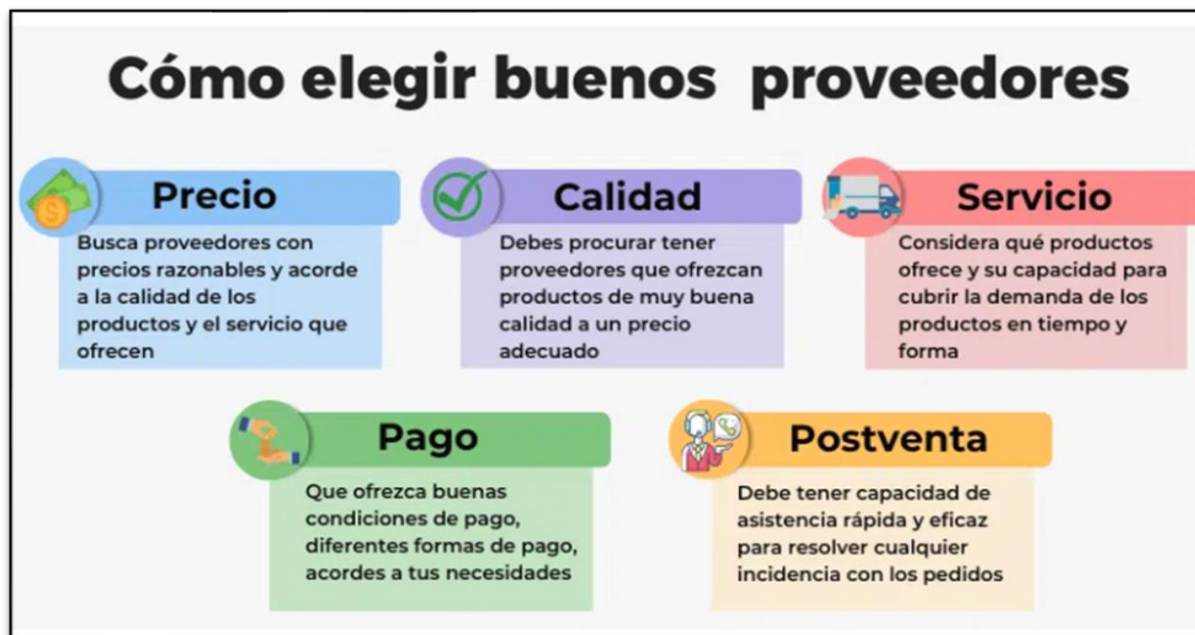 Cómo elegir buenos proveedores
Precio
Busca proveedores con
precios razonables y acorde
a la calidad de los
productos y el servicio que
ofrecen
Calidad
Debes procurar tener
proveedores que ofrezcan
productos de muy buena
calidad a un precio
adecuado
Servicio
Considera qué productos
ofrece y su capacidad para
cubrir la demanda de los
productos en tiempo y
forma
Pago
Que ofrezca buenas
condiciones de pago,
diferentes formas de pago,
acordes a tus necesidades
Postventa
Debe tener capacidad de
asistencia rápida y eficaz
para resolver cualquier
incidencia con los pedidos